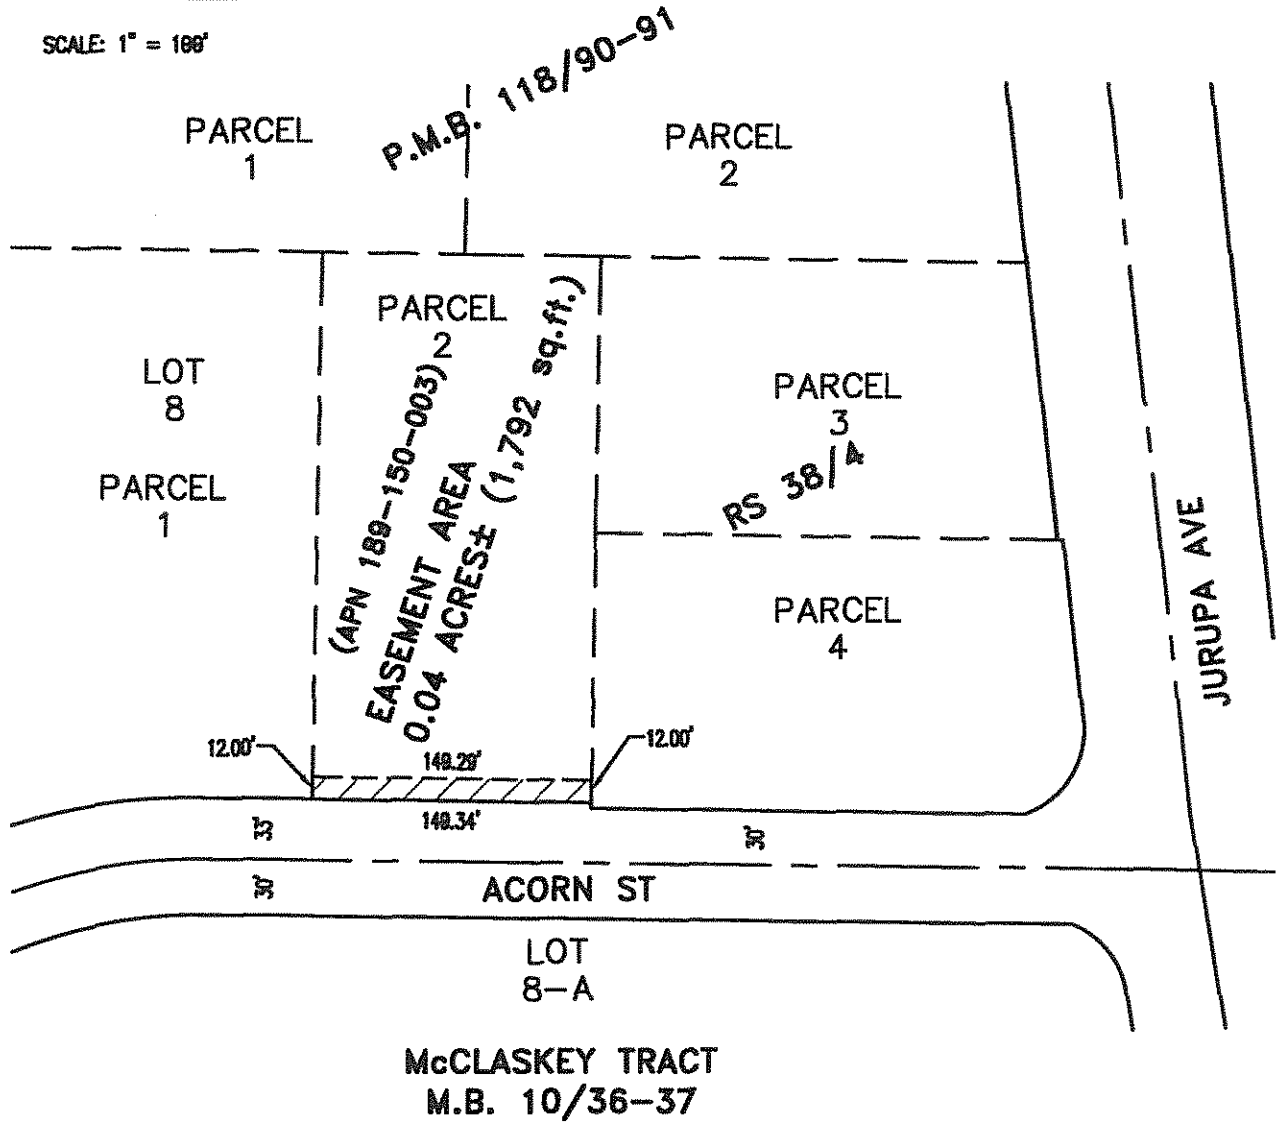 SCALE: 1" = 100'
P.M.B. 118/90-91
PARCEL
1
PARCEL
2
PARCEL
2
(APN 189-150-003)
EASEMENT AREA
0.04 ACRES± (1,792 sq.ft.)
LOT
8
PARCEL
1
PARCEL
3
RS 38/4
PARCEL
4
JURUPA AVE
12.00'
149.29'
12.00'
149.34'
33'
30'
30'
ACORN ST
LOT
8-A
McCLASKEY TRACT
M.B. 10/36-37